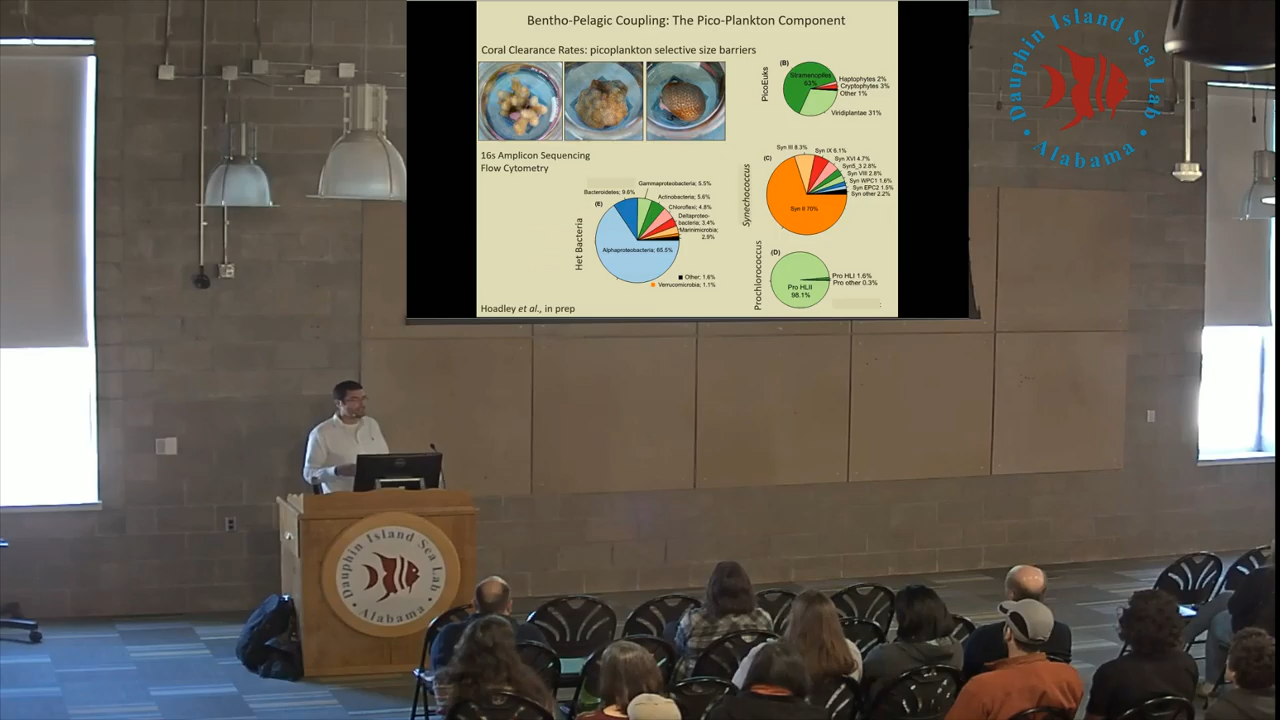 Bentho-Pelagic Coupling: The Pico-Plankton Component
Coral Clearance Rates: picoplankton selective size barriers
16s Amplicon Sequencing
Flow Cytometry
PicoEuks
(B)
Stramenopiles
63%
Haptophytes 2%
Cryptophytes 3%
Other 1%
Viridiplantae 31%
Synechococcus
(C)
Syn III 8.3%
Syn IX 6.1%
Syn XVI 4.7%
Syn5_3 2.8%
Syn VIII 2.8%
Syn WPC1 1.6%
Syn EPC2 1.5%
Syn other 2.2%
Syn II 70%
Het Bacteria
(E)
Bacteroidetes; 9.6%
Gammaproteobacteria; 5.5%
Actinobacteria; 5.6%
Chloroflexi; 4.8%
Deltaproteo-
bacteria; 3.4%
Marinimicrobia;
2.9%
Alphaproteobacteria; 65.5%
Other; 1.6%
Verrucomicrobia; 1.1%
Prochlorococcus
(D)
Pro HLI 1.6%
Pro other 0.3%
Pro HLII
98.1%
Hoadley et al., in prep
Dauphin Island Sea Lab
Alabama
Dauphin Island Sea Lab
Alabama